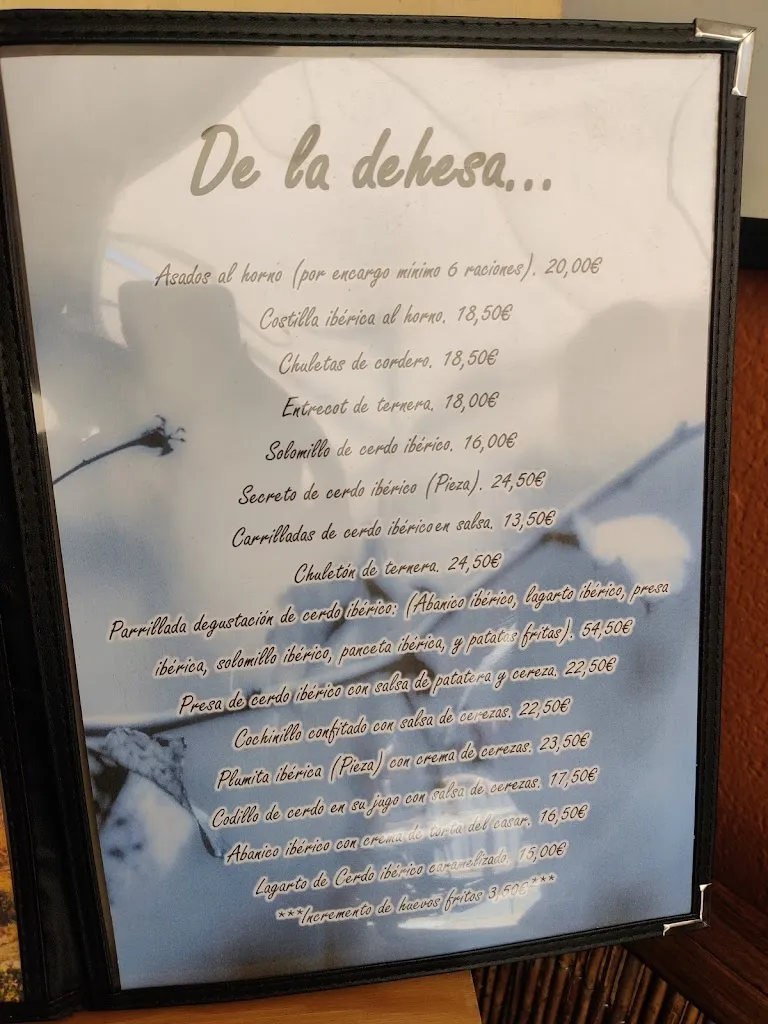 De la dehesa...
Asados al horno (por encargo mínimo 6 raciones). 20,00€
Costilla ibérica al horno. 18,50€
Chuletas de cordero. 18,50€
Entrecot de ternera. 18,00€
Solomillo de cerdo ibérico. 16,00€
Secreto de cerdo ibérico (Pieza). 24,50€
Carrilladas de cerdo ibérico en salsa. 13,50€
Chuletón de ternera. 24,50€
Parrillada degustación de cerdo ibérico: (Abanico ibérico, lagarto ibérico, presa
ibérica, solomillo ibérico, panceta ibérica, y patatas fritas). 54,50€
Presa de cerdo ibérico con salsa de patatera y cereza. 22,50€
Cochinillo confitado con salsa de cerezas. 22,50€
Plumita ibérica (Pieza) con crema de cerezas. 23,50€
Codillo de cerdo en su jugo con salsa de cerezas. 17,50€
Abanico ibérico con crema de torta del casar. 16,50€
Lagarto de Cerdo ibérico caramelizado. 15,00€
***Incremento de huevos fritos 3,50€***